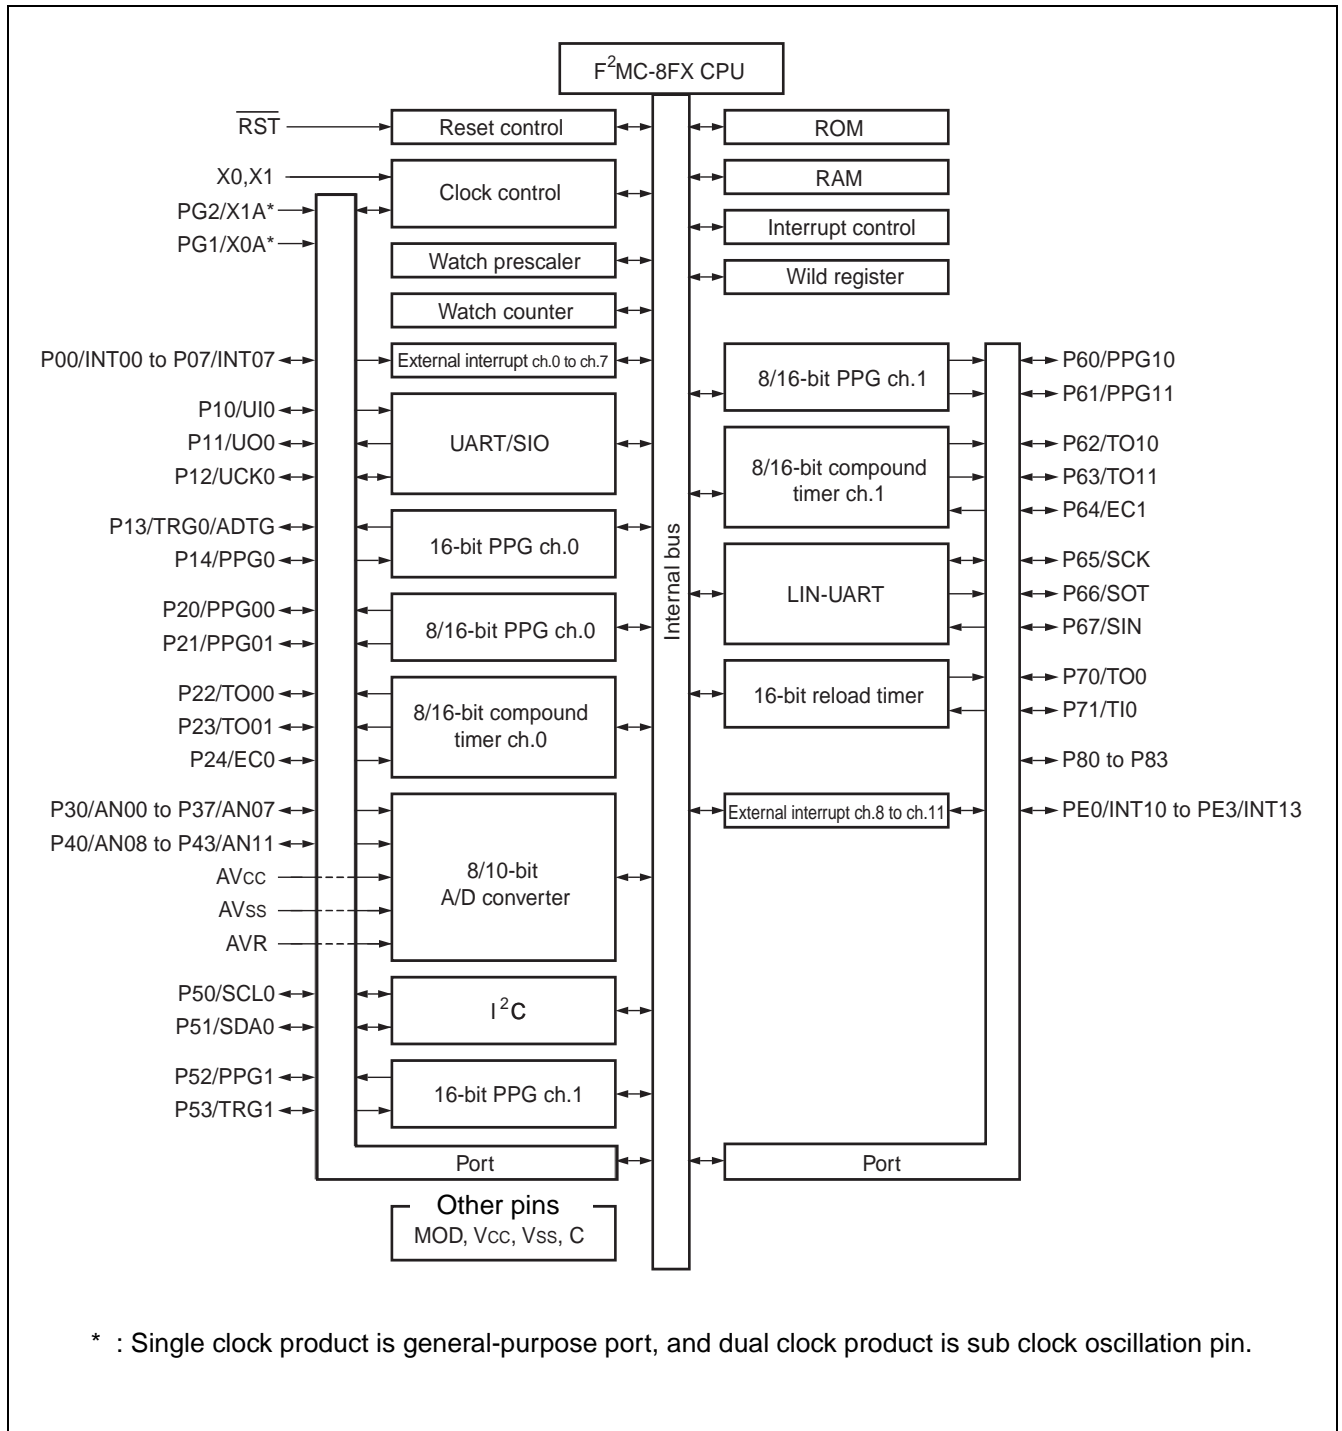 F²MC-8FX CPU
RST
Reset control
ROM
X0,X1
Clock control
RAM
PG2/X1A*
PG1/X0A*
Interrupt control
Watch prescaler
Wild register
Watch counter
P00/INT00 to P07/INT07
External interrupt ch.0 to ch.7
8/16-bit PPG ch.1
P60/PPG10
P61/PPG11
P10/UI0
P11/UO0
P12/UCK0
UART/SIO
8/16-bit compound
timer ch.1
P62/TO10
P63/TO11
P64/EC1
P13/TRG0/ADTG
P14/PPG0
16-bit PPG ch.0
Internal bus
LIN-UART
P65/SCK
P66/SOT
P67/SIN
P20/PPG00
P21/PPG01
8/16-bit PPG ch.0
P22/TO00
P23/TO01
P24/EC0
8/16-bit compound
timer ch.0
16-bit reload timer
P70/TO0
P71/TI0
P80 to P83
P30/AN00 to P37/AN07
P40/AN08 to P43/AN11
AVcc
AVss
AVR
8/10-bit
A/D converter
External interrupt ch.8 to ch.11
PE0/INT10 to PE3/INT13
P50/SCL0
P51/SDA0
I²C
P52/PPG1
P53/TRG1
16-bit PPG ch.1
Port
Port
Other pins
MOD, Vcc, Vss, C
* : Single clock product is general-purpose port, and dual clock product is sub clock oscillation pin.